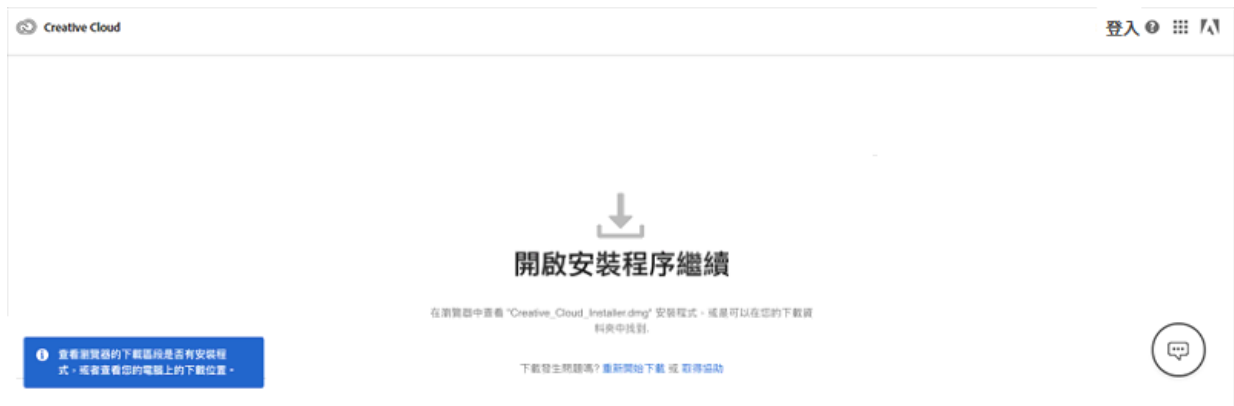 Creative Cloud
登入
開啟安裝程序繼續
在瀏覽器中查看 "Creative_Cloud_Installer.dmg" 安裝程式，或是可以在您的下載資
料夾中找到.
下載發生問題嗎? 重新開始下載 或 取得協助
查看瀏覽器的下載區段是否有安裝程
式，或者查看您的電腦上的下載位置。